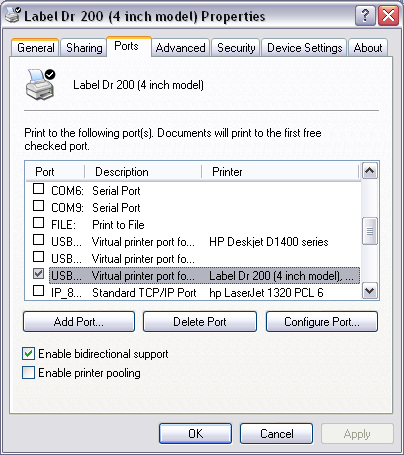 Label Dr 200 (4 inch model) Properties
General Sharing Ports Advanced Security Device Settings About
Label Dr 200 (4 inch model)
Print to the following port(s). Documents will print to the first free
checked port.
Port Description Printer
COM6: Serial Port
COM9: Serial Port
FILE: Print to File
USB... Virtual printer port fo... HP Deskjet D1400 series
USB... Virtual printer port fo...
USB... Virtual printer port fo... Label Dr 200 (4 inch model), ...
IP_8... Standard TCP/IP Port hp LaserJet 1320 PCL 6
Add Port... Delete Port Configure Port...
Enable bidirectional support
Enable printer pooling
OK Cancel Apply